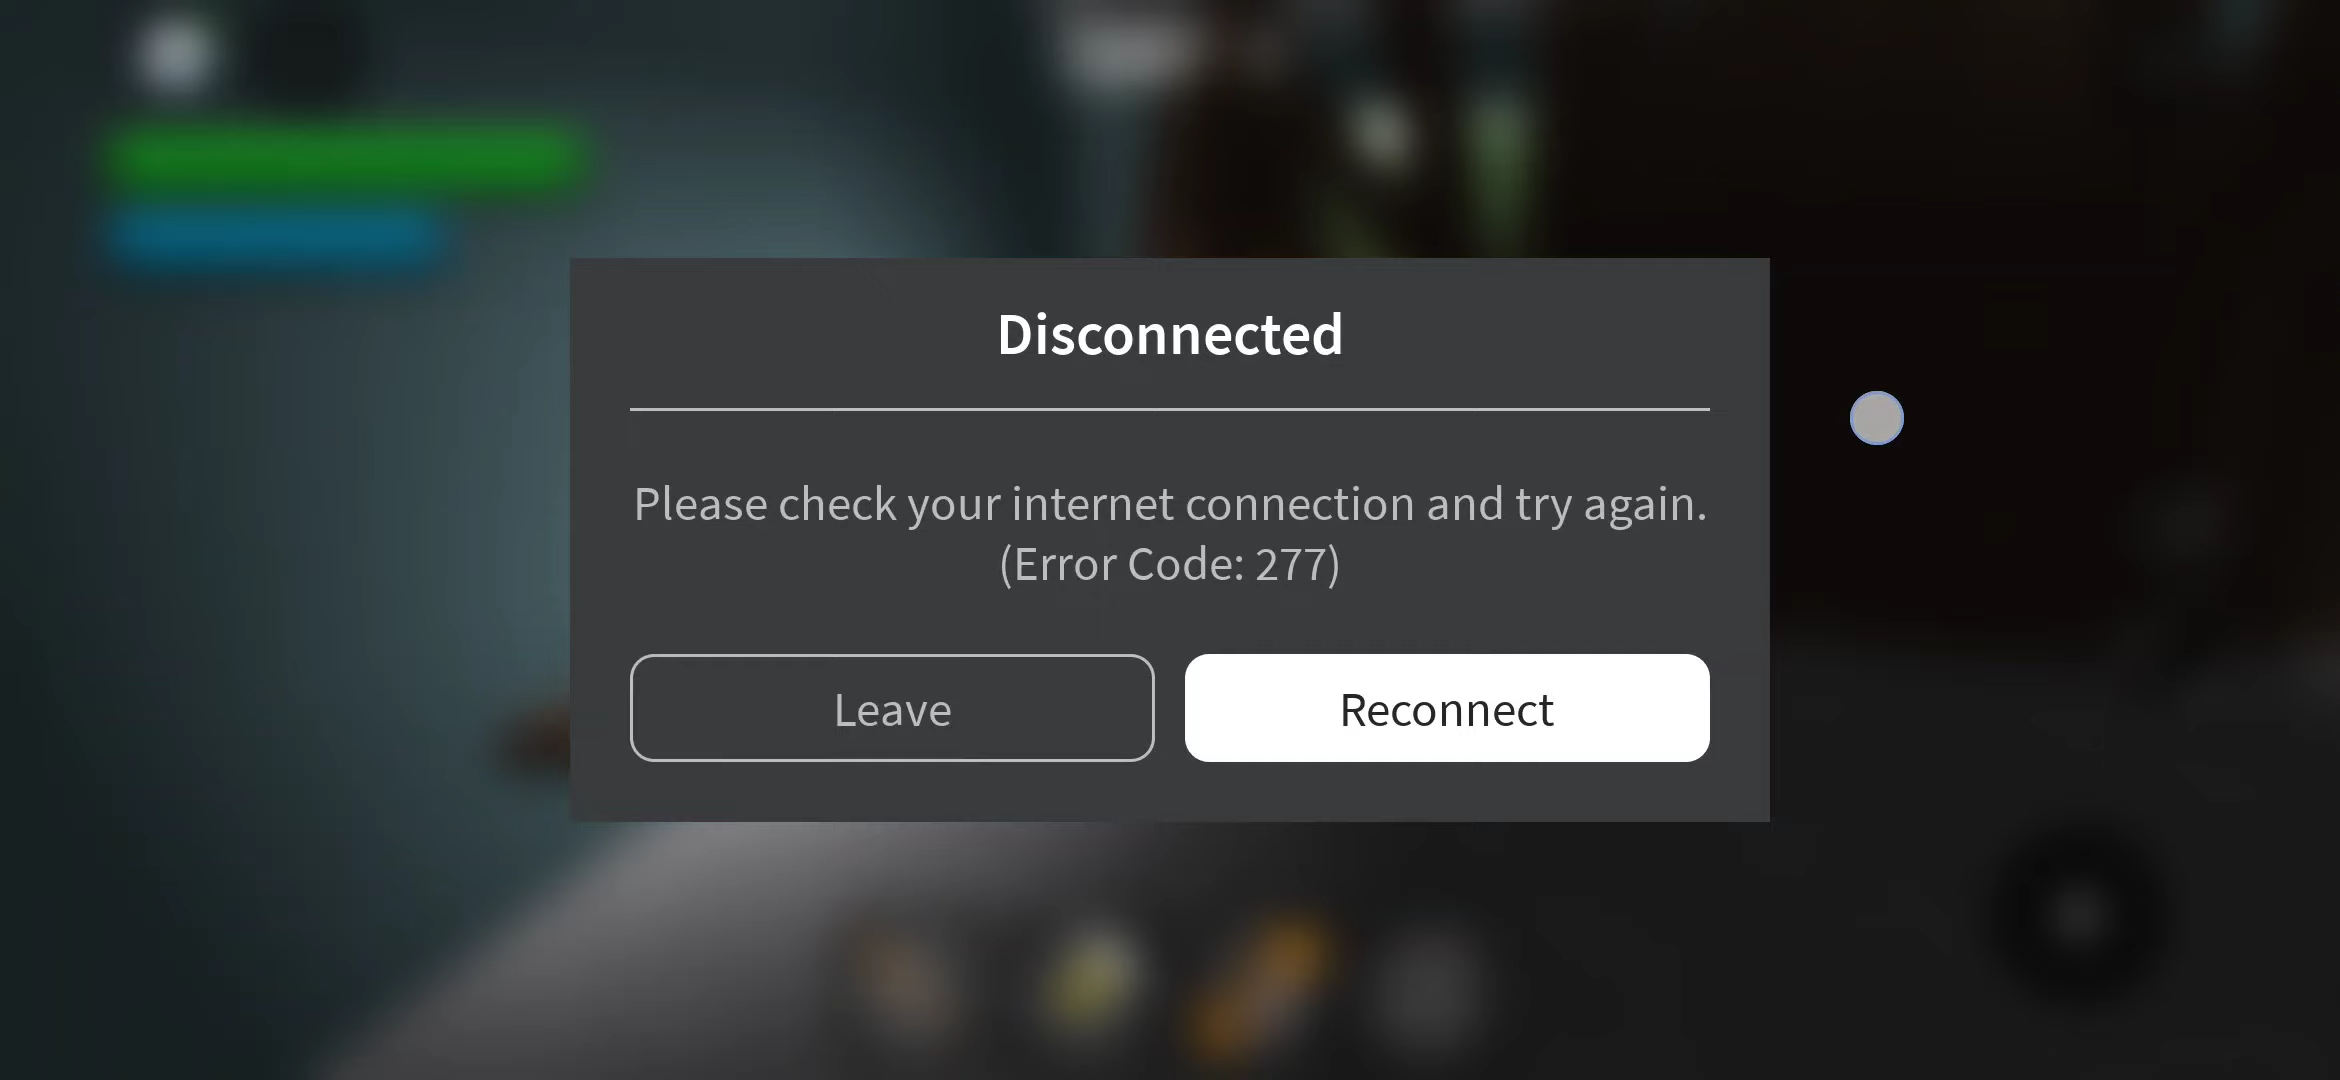 Disconnected
Please check your internet connection and try again.
(Error Code: 277)
Leave
Reconnect